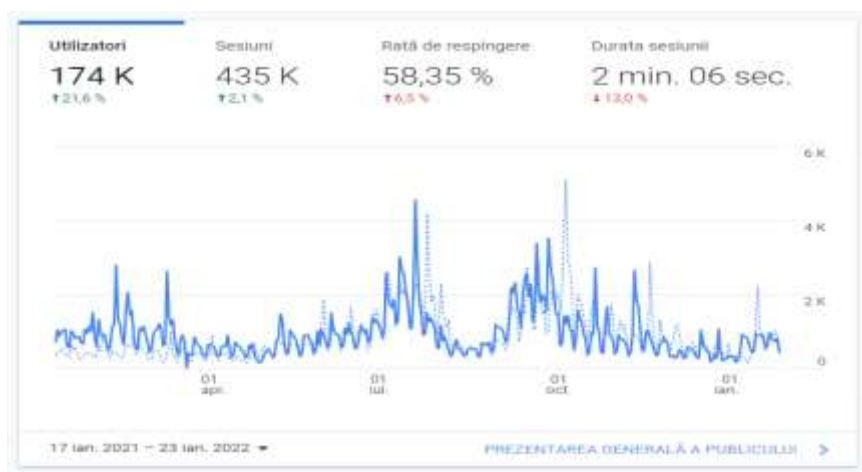 Utilizatori Sesiuni Rată de respingere Durata sesiunii
174 K 435 K 58,35 % 2 min. 06 sec.
↑21,6 % ↑2,1 % ↑6,5 % ↓13,0 %
6 K
4 K
2 K
0
01 01 01 01
apr. iul. oct. ian.
17 ian. 2021 – 23 ian. 2022
PREZENTAREA GENERALĂ A PUBLICULUI